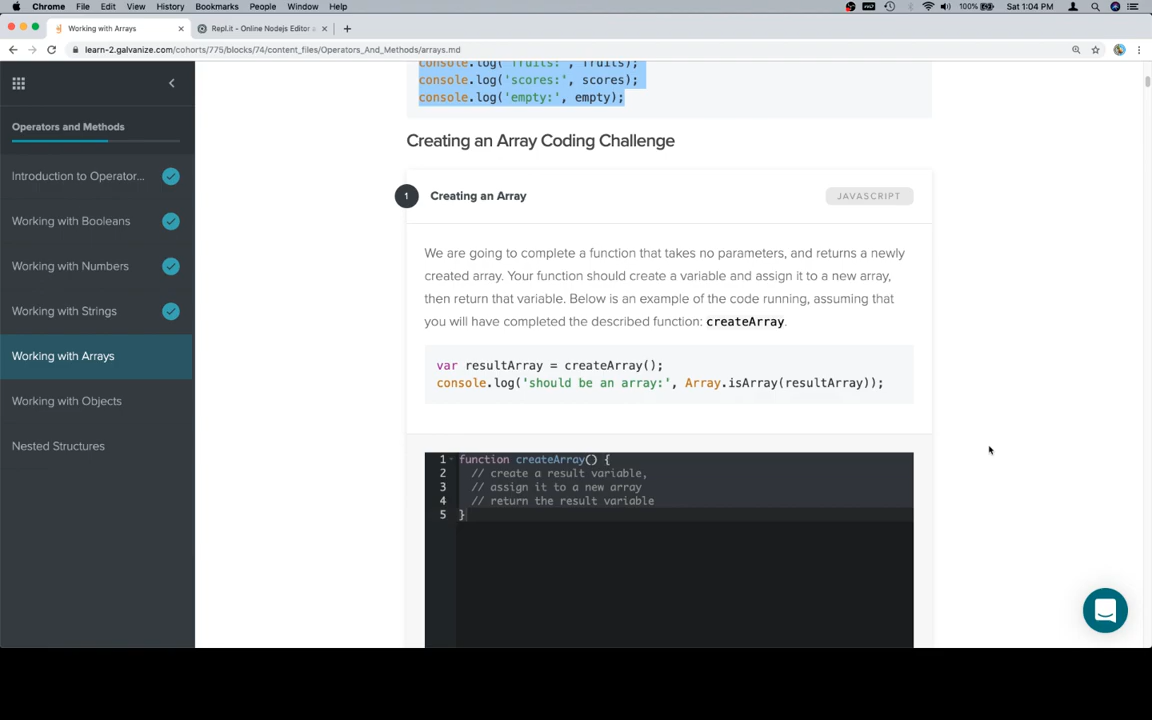 Chrome File Edit View History Bookmarks People Window Help 100% Sat 1:04 PM
Working with Arrays
Repl.it - Online Nodejs Editor
learn-2.galvanize.com/cohorts/775/blocks/74/content_files/Operators_And_Methods/arrays.md
Operators and Methods
Introduction to Operator...
Working with Booleans
Working with Numbers
Working with Strings
Working with Arrays
Working with Objects
Nested Structures
console.log('fruits:', fruits);
console.log('scores:', scores);
console.log('empty:', empty);
Creating an Array Coding Challenge
1 Creating an Array JAVASCRIPT
We are going to complete a function that takes no parameters, and returns a newly
created array. Your function should create a variable and assign it to a new array,
then return that variable. Below is an example of the code running, assuming that
you will have completed the described function: createArray.
var resultArray = createArray();
console.log('should be an array:', Array.isArray(resultArray));
1 function createArray() {
2 // create a result variable,
3 // assign it to a new array
4 // return the result variable
5 }